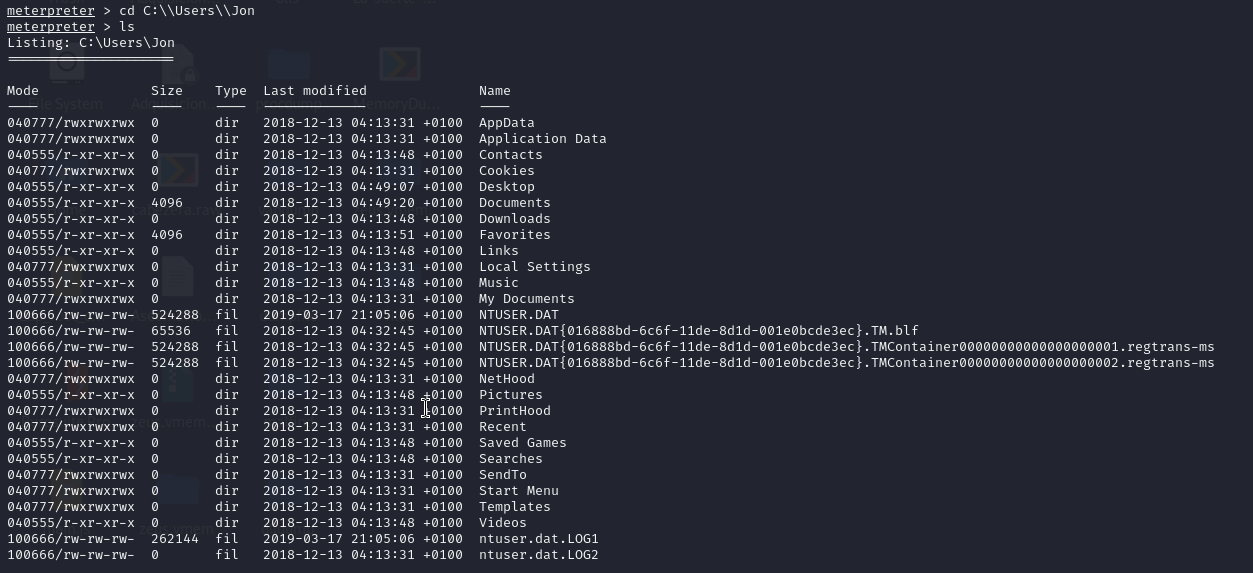 meterpreter > cd C:\\Users\\Jon
meterpreter > ls
Listing: C:\Users\Jon
=====================
Mode Size Type Last modified Name
---- ---- ---- ------------- ----
040777/rwxrwxrwx 0 dir 2018-12-13 04:13:31 +0100 AppData
040777/rwxrwxrwx 0 dir 2018-12-13 04:13:31 +0100 Application Data
040555/r-xr-xr-x 0 dir 2018-12-13 04:13:48 +0100 Contacts
040777/rwxrwxrwx 0 dir 2018-12-13 04:13:31 +0100 Cookies
040555/r-xr-xr-x 0 dir 2018-12-13 04:49:07 +0100 Desktop
040555/r-xr-xr-x 4096 dir 2018-12-13 04:49:20 +0100 Documents
040555/r-xr-xr-x 0 dir 2018-12-13 04:13:48 +0100 Downloads
040555/r-xr-xr-x 4096 dir 2018-12-13 04:13:51 +0100 Favorites
040555/r-xr-xr-x 0 dir 2018-12-13 04:13:48 +0100 Links
040777/rwxrwxrwx 0 dir 2018-12-13 04:13:31 +0100 Local Settings
040555/r-xr-xr-x 0 dir 2018-12-13 04:13:48 +0100 Music
040777/rwxrwxrwx 0 dir 2018-12-13 04:13:31 +0100 My Documents
100666/rw-rw-rw- 524288 fil 2019-03-17 21:05:06 +0100 NTUSER.DAT
100666/rw-rw-rw- 65536 fil 2018-12-13 04:32:45 +0100 NTUSER.DAT{016888bd-6c6f-11de-8d1d-001e0bcde3ec}.TM.blf
100666/rw-rw-rw- 524288 fil 2018-12-13 04:32:45 +0100 NTUSER.DAT{016888bd-6c6f-11de-8d1d-001e0bcde3ec}.TMContainer00000000000000000001.regtrans-ms
100666/rw-rw-rw- 524288 fil 2018-12-13 04:32:45 +0100 NTUSER.DAT{016888bd-6c6f-11de-8d1d-001e0bcde3ec}.TMContainer00000000000000000002.regtrans-ms
040777/rwxrwxrwx 0 dir 2018-12-13 04:13:31 +0100 NetHood
040555/r-xr-xr-x 0 dir 2018-12-13 04:13:48 +0100 Pictures
040777/rwxrwxrwx 0 dir 2018-12-13 04:13:31 +0100 PrintHood
040777/rwxrwxrwx 0 dir 2018-12-13 04:13:31 +0100 Recent
040555/r-xr-xr-x 0 dir 2018-12-13 04:13:48 +0100 Saved Games
040555/r-xr-xr-x 0 dir 2018-12-13 04:13:48 +0100 Searches
040777/rwxrwxrwx 0 dir 2018-12-13 04:13:31 +0100 SendTo
040777/rwxrwxrwx 0 dir 2018-12-13 04:13:31 +0100 Start Menu
040777/rwxrwxrwx 0 dir 2018-12-13 04:13:31 +0100 Templates
040555/r-xr-xr-x 0 dir 2018-12-13 04:13:48 +0100 Videos
100666/rw-rw-rw- 262144 fil 2019-03-17 21:05:06 +0100 ntuser.dat.LOG1
100666/rw-rw-rw- 0 fil 2018-12-13 04:13:31 +0100 ntuser.dat.LOG2